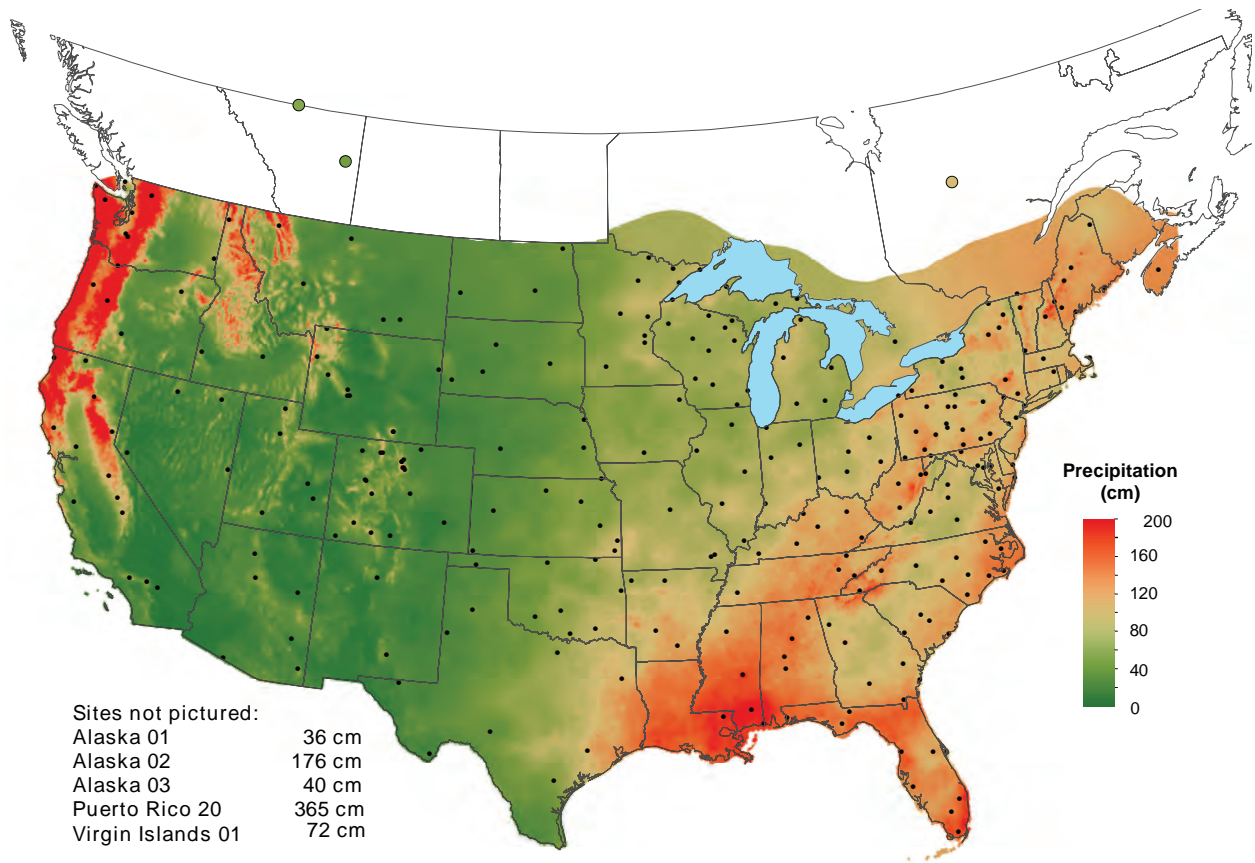 Precipitation
(cm)
200
160
120
80
40
0
Sites not pictured:
Alaska 01 36 cm
Alaska 02 176 cm
Alaska 03 40 cm
Puerto Rico 20 365 cm
Virgin Islands 01 72 cm